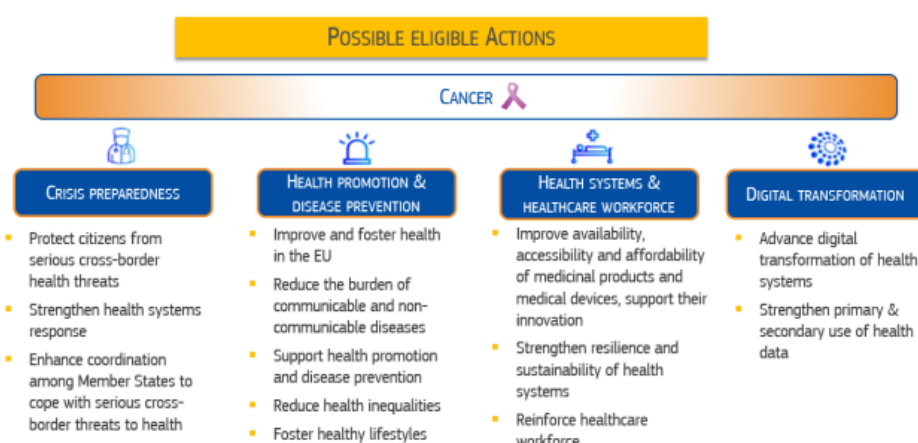 POSSIBLE ELIGIBLE ACTIONS
CANCER
CRISIS PREPAREDNESS
Protect citizens from
serious cross-border
health threats
Strengthen health systems
response
Enhance coordination
among Member States to
cope with serious cross-
border threats to health
HEALTH PROMOTION &
DISEASE PREVENTION
Improve and foster health
in the EU
Reduce the burden of
communicable and non-
communicable diseases
Support health promotion
and disease prevention
Reduce health inequalities
Foster healthy lifestyles
HEALTH SYSTEMS &
HEALTHCARE WORKFORCE
Improve availability,
accessibility and affordability
of medicinal products and
medical devices, support their
innovation
Strengthen resilience and
sustainability of health
systems
Reinforce healthcare
workforce
DIGITAL TRANSFORMATION
Advance digital
transformation of health
systems
Strengthen primary &
secondary use of health
data